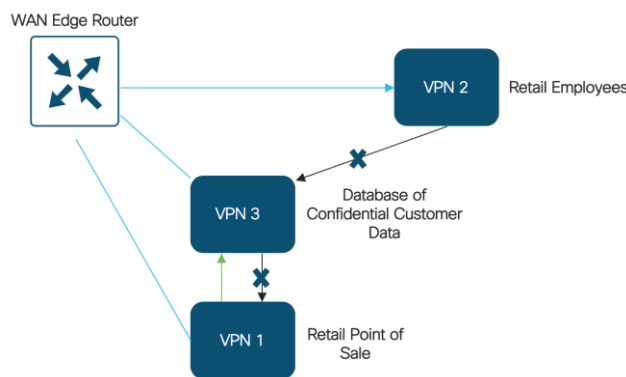 WAN Edge Router
VPN 2
Retail Employees
VPN 3
Database of
Confidential Customer
Data
VPN 1
Retail Point of
Sale